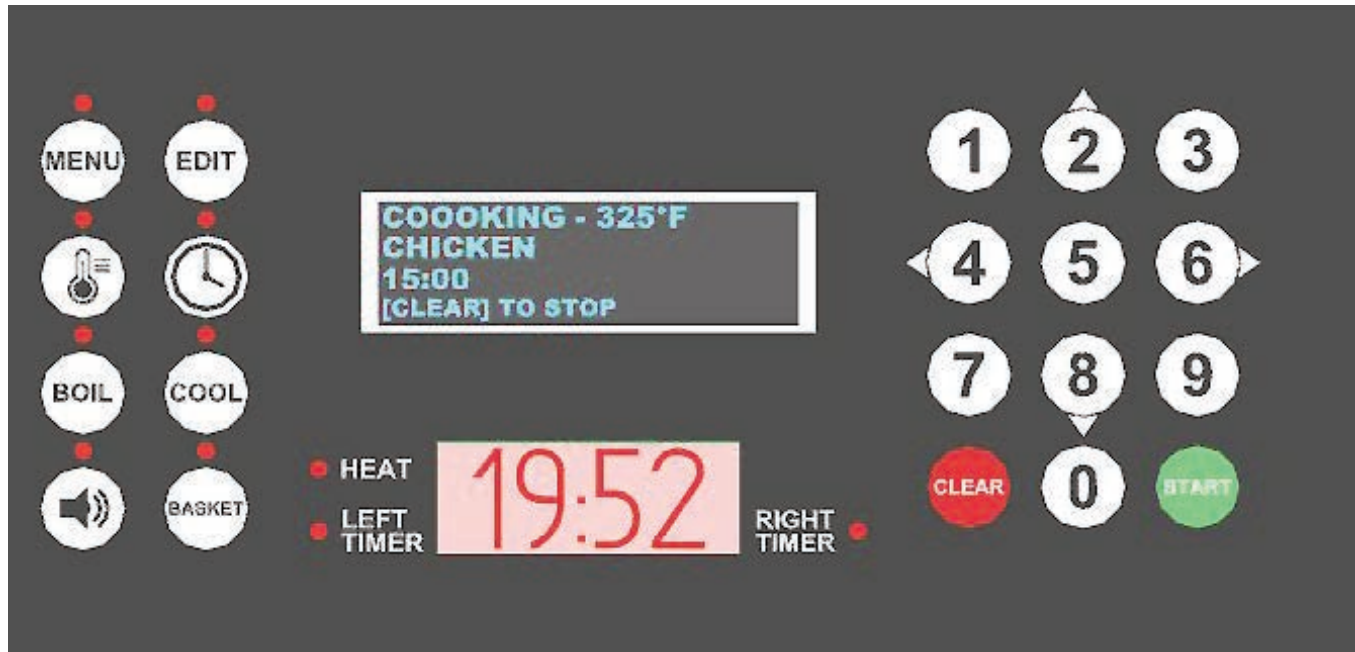 MENU EDIT
BOIL COOL
BASKET
COOOKING - 325°F
CHICKEN
15:00
[CLEAR] TO STOP
HEAT
LEFT
TIMER
19:52
RIGHT
TIMER
1 2 3
4 5 6
7 8 9
CLEAR 0 START